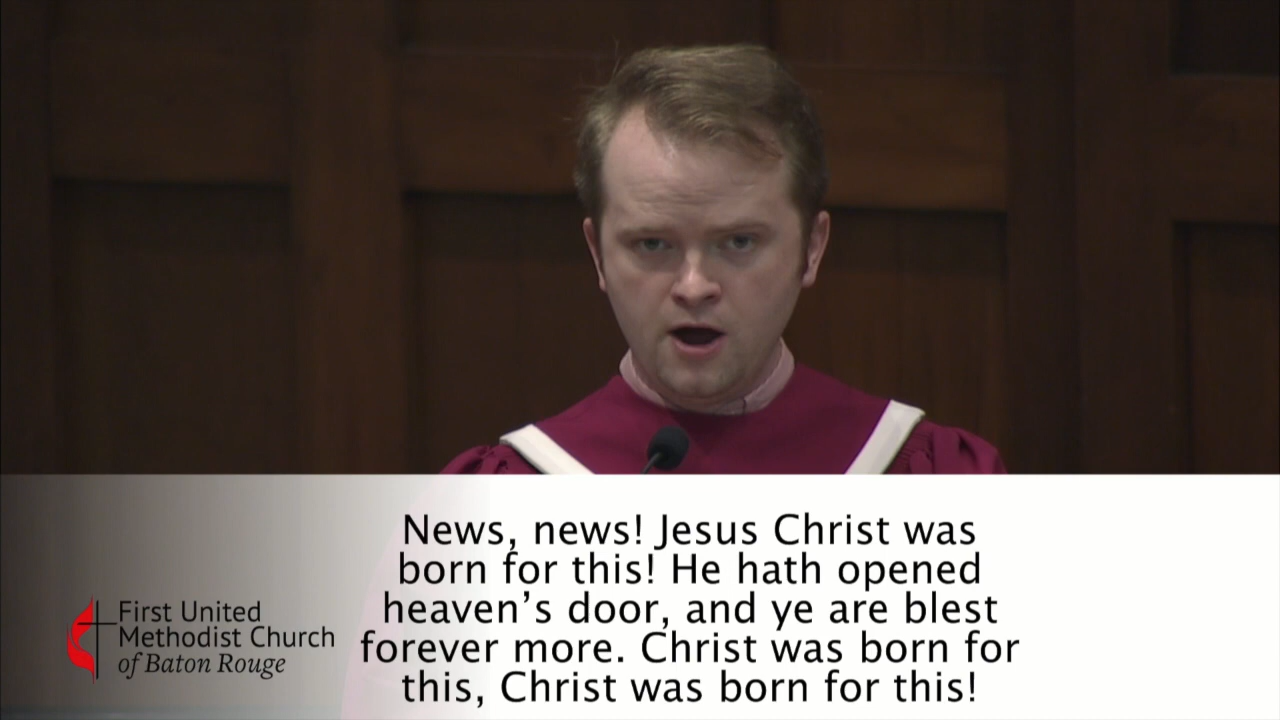 News, news! Jesus Christ was
born for this! He hath opened
heaven’s door, and ye are blest
forever more. Christ was born for
this, Christ was born for this!
First United
Methodist Church
of Baton Rouge